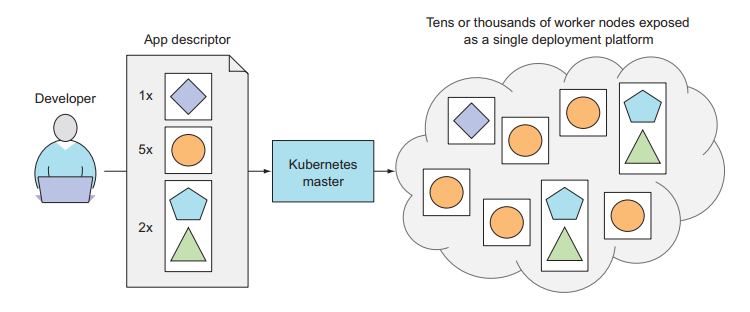 Tens or thousands of worker nodes exposed
as a single deployment platform
App descriptor
Developer
1x
5x
2x
Kubernetes
master